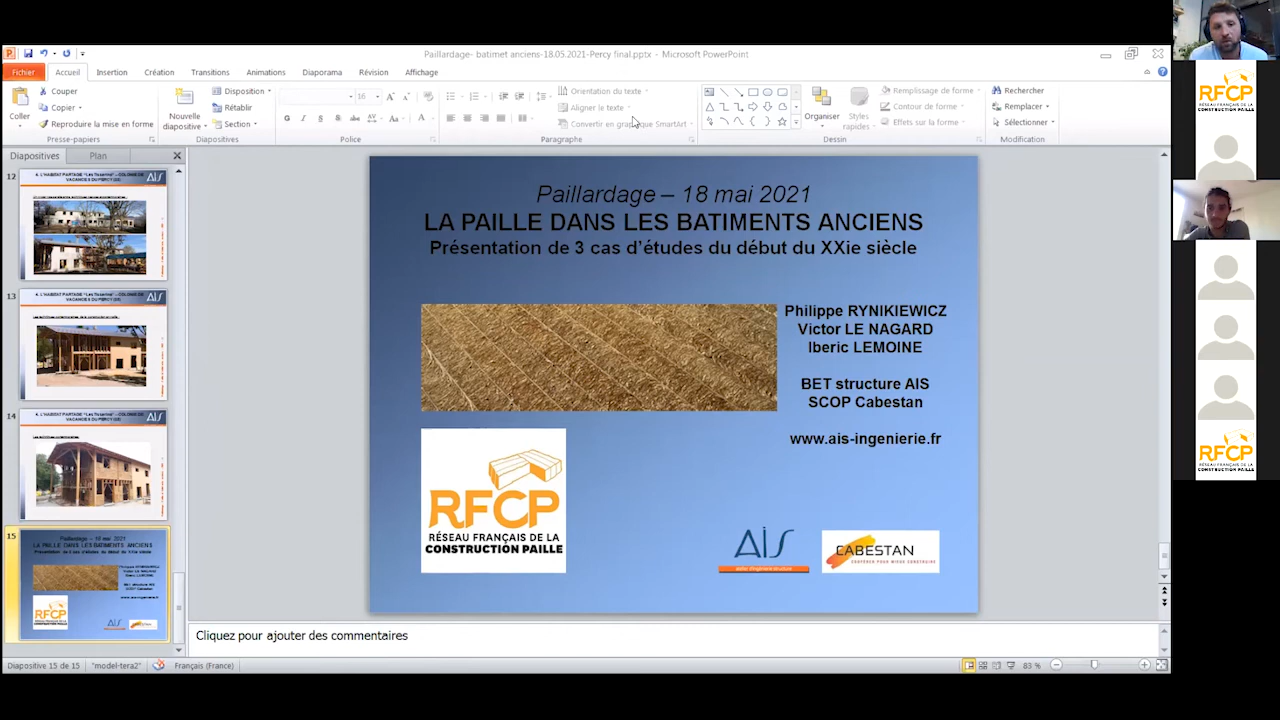 Paillardage- batimet anciens-18.05.2021-Percy final.pptx - Microsoft PowerPoint
Fichier
Accueil
Insertion
Création
Transitions
Animations
Diaporama
Révision
Affichage
Coller
Couper
Copier
Reproduire la mise en forme
Presse-papiers
Nouvelle
diapositive
Disposition
Rétablir
Section
Diapositives
16
Police
Orientation du texte
Aligner le texte
Convertir en graphique SmartArt
Paragraphe
Organiser
Styles
rapides
Remplissage de forme
Contour de forme
Effets sur la forme
Dessin
Rechercher
Remplacer
Sélectionner
Modification
Diapositives
Plan
12
13
14
15
Paillardage – 18 mai 2021
LA PAILLE DANS LES BATIMENTS ANCIENS
Présentation de 3 cas d'études du début du XXie siècle
Philippe RYNIKIEWICZ
Victor LE NAGARD
Iberic LEMOINE
BET structure AIS
SCOP Cabestan
www.ais-ingenierie.fr
RFCP
RÉSEAU FRANÇAIS DE LA
CONSTRUCTION PAILLE
AIS
CABESTAN
Cliquez pour ajouter des commentaires
Diapositive 15 de 15
"model-tera2"
Français (France)
83 %
RFCP
RÉSEAU FRANÇAIS DE LA
CONSTRUCTION PAILLE
RFCP
RÉSEAU FRANÇAIS DE LA
CONSTRUCTION PAILLE